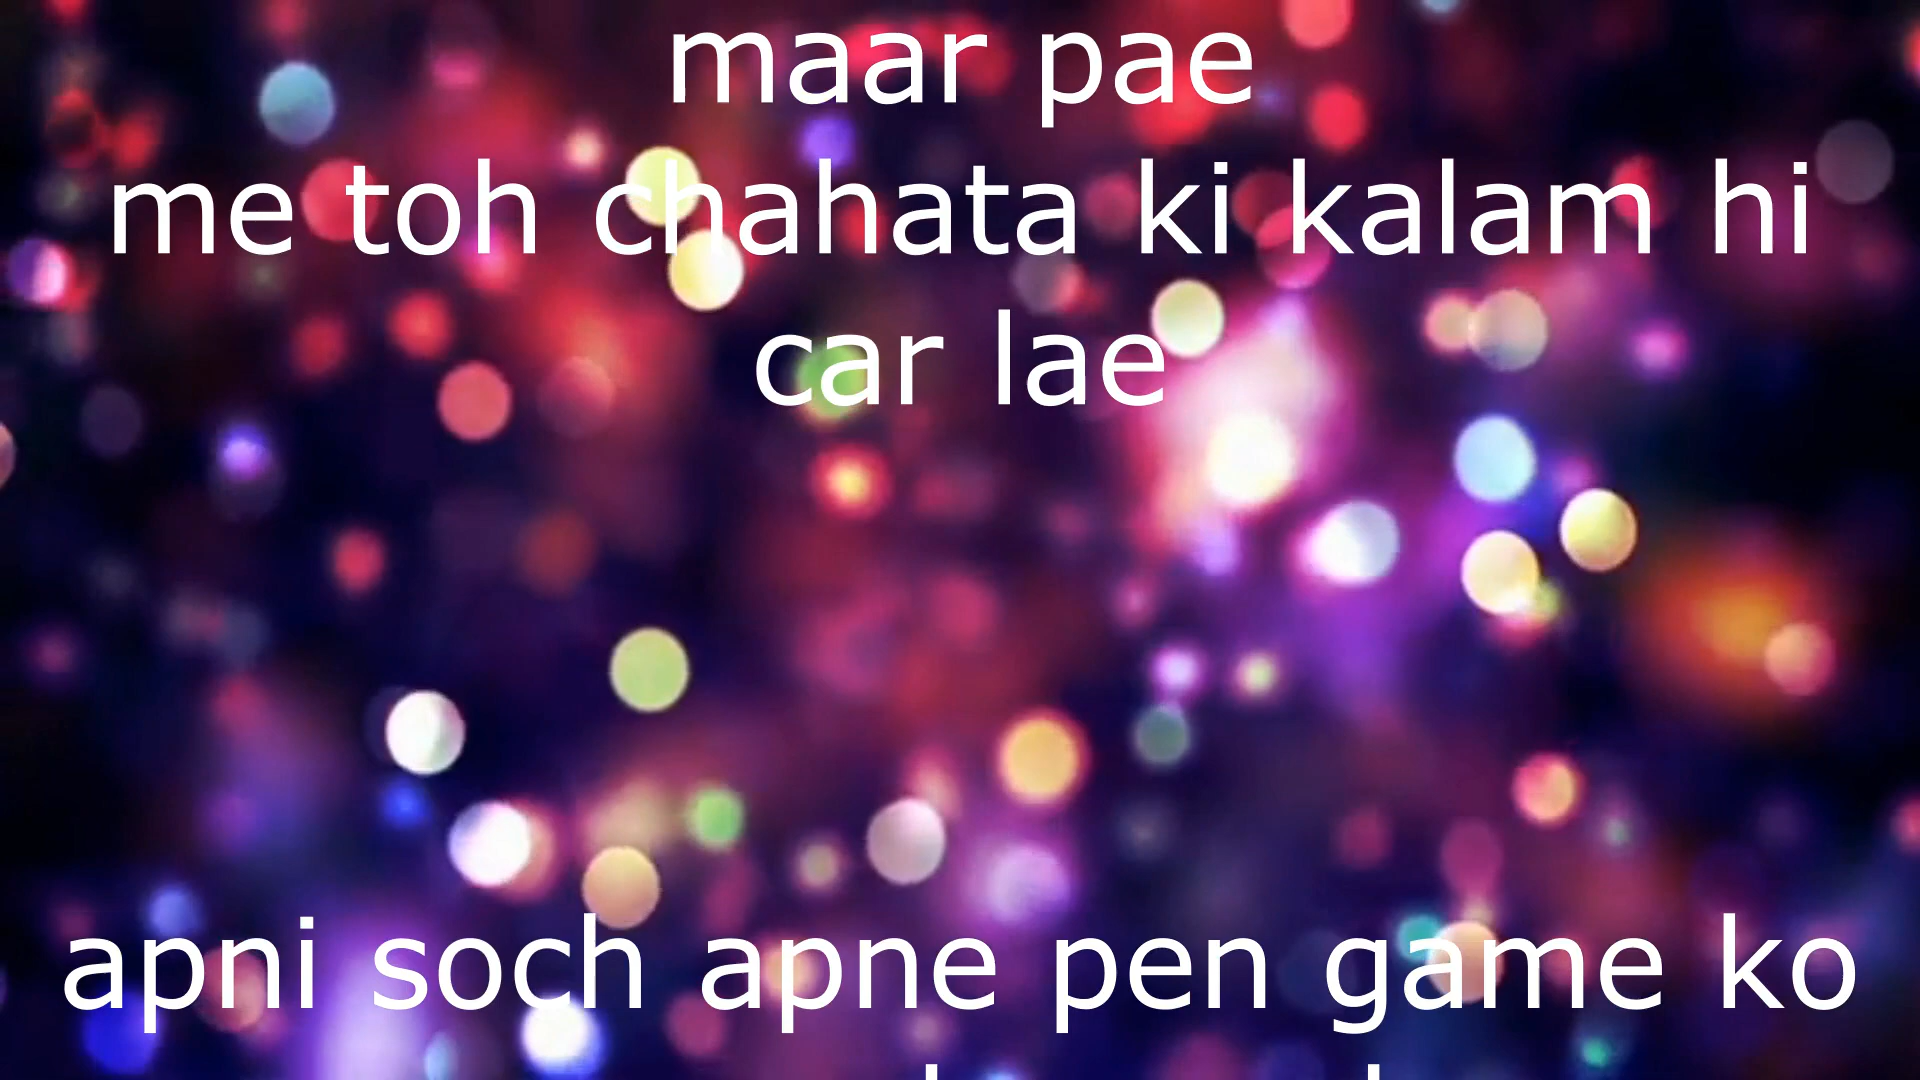 maar pae
me toh chahata ki kalam hi
car lae
apni soch apne pen game ko